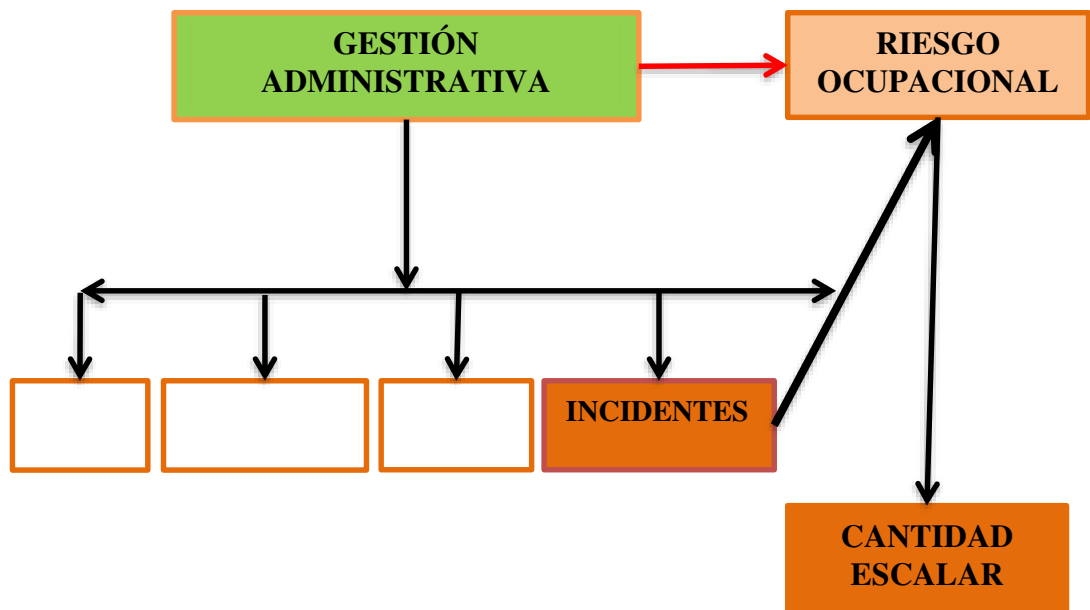 GESTIÓN
ADMINISTRATIVA
RIESGO
OCUPACIONAL
INCIDENTES
CANTIDAD
ESCALAR